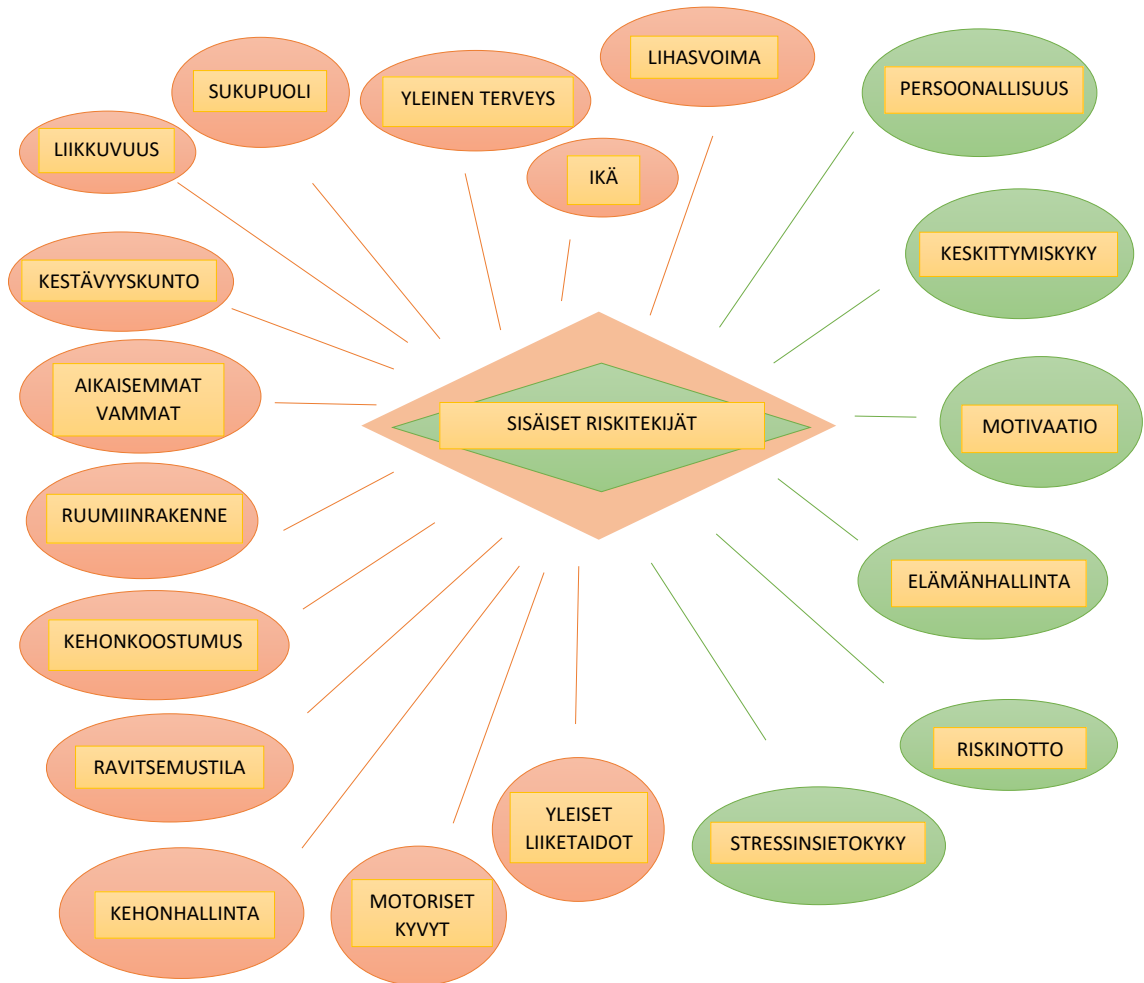 LIHASVOIMA
SUKUPUOLI
YLEINEN TERVEYS
PERSOONALLISUUS
LIIKKUVUUS
IKÄ
KESKITTYMISKYKY
KESTÄVYYSKUNTO
AIKAISEMMAT
VAMMAT
SISÄISET RISKITEKIJÄT
MOTIVAATIO
RUUMIINRAKENNE
ELÄMÄNHALLINTA
KEHONKOOSTUMUS
RAVITSEMUSTILA
RISKINOTTO
YLEISET
LIIKETAIDOT
STRESSINSIETOKYKY
KEHONHALLINTA
MOTORISET
KYVYT